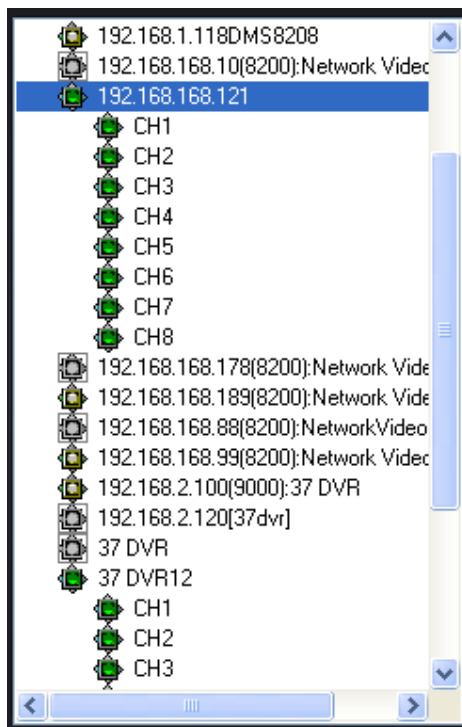 192.168.1.118DMS8208
192.168.168.10(8200):Network Videc
192.168.168.121
CH1
CH2
CH3
CH4
CH5
CH6
CH7
CH8
192.168.168.178(8200):Network Vide
192.168.168.189(8200):Network Vide
192.168.168.88(8200):NetworkVideo
192.168.168.99(8200):Network Videc
192.168.2.100(9000):37 DVR
192.168.2.120[37dvr]
37 DVR
37 DVR12
CH1
CH2
CH3